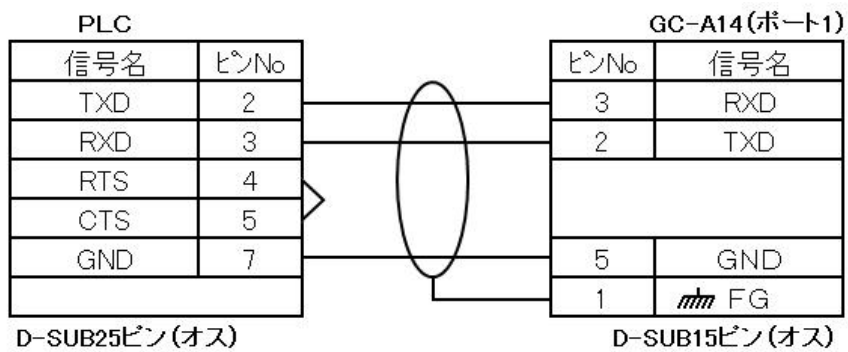 PLC GC-A14(ポート1)
信号名 ピンNo ピンNo 信号名
TXD 2 3 RXD
RXD 3 2 TXD
RTS 4
CTS 5
GND 7 5 GND
1 FG
D-SUB25ピン(オス) D-SUB15ピン(オス)